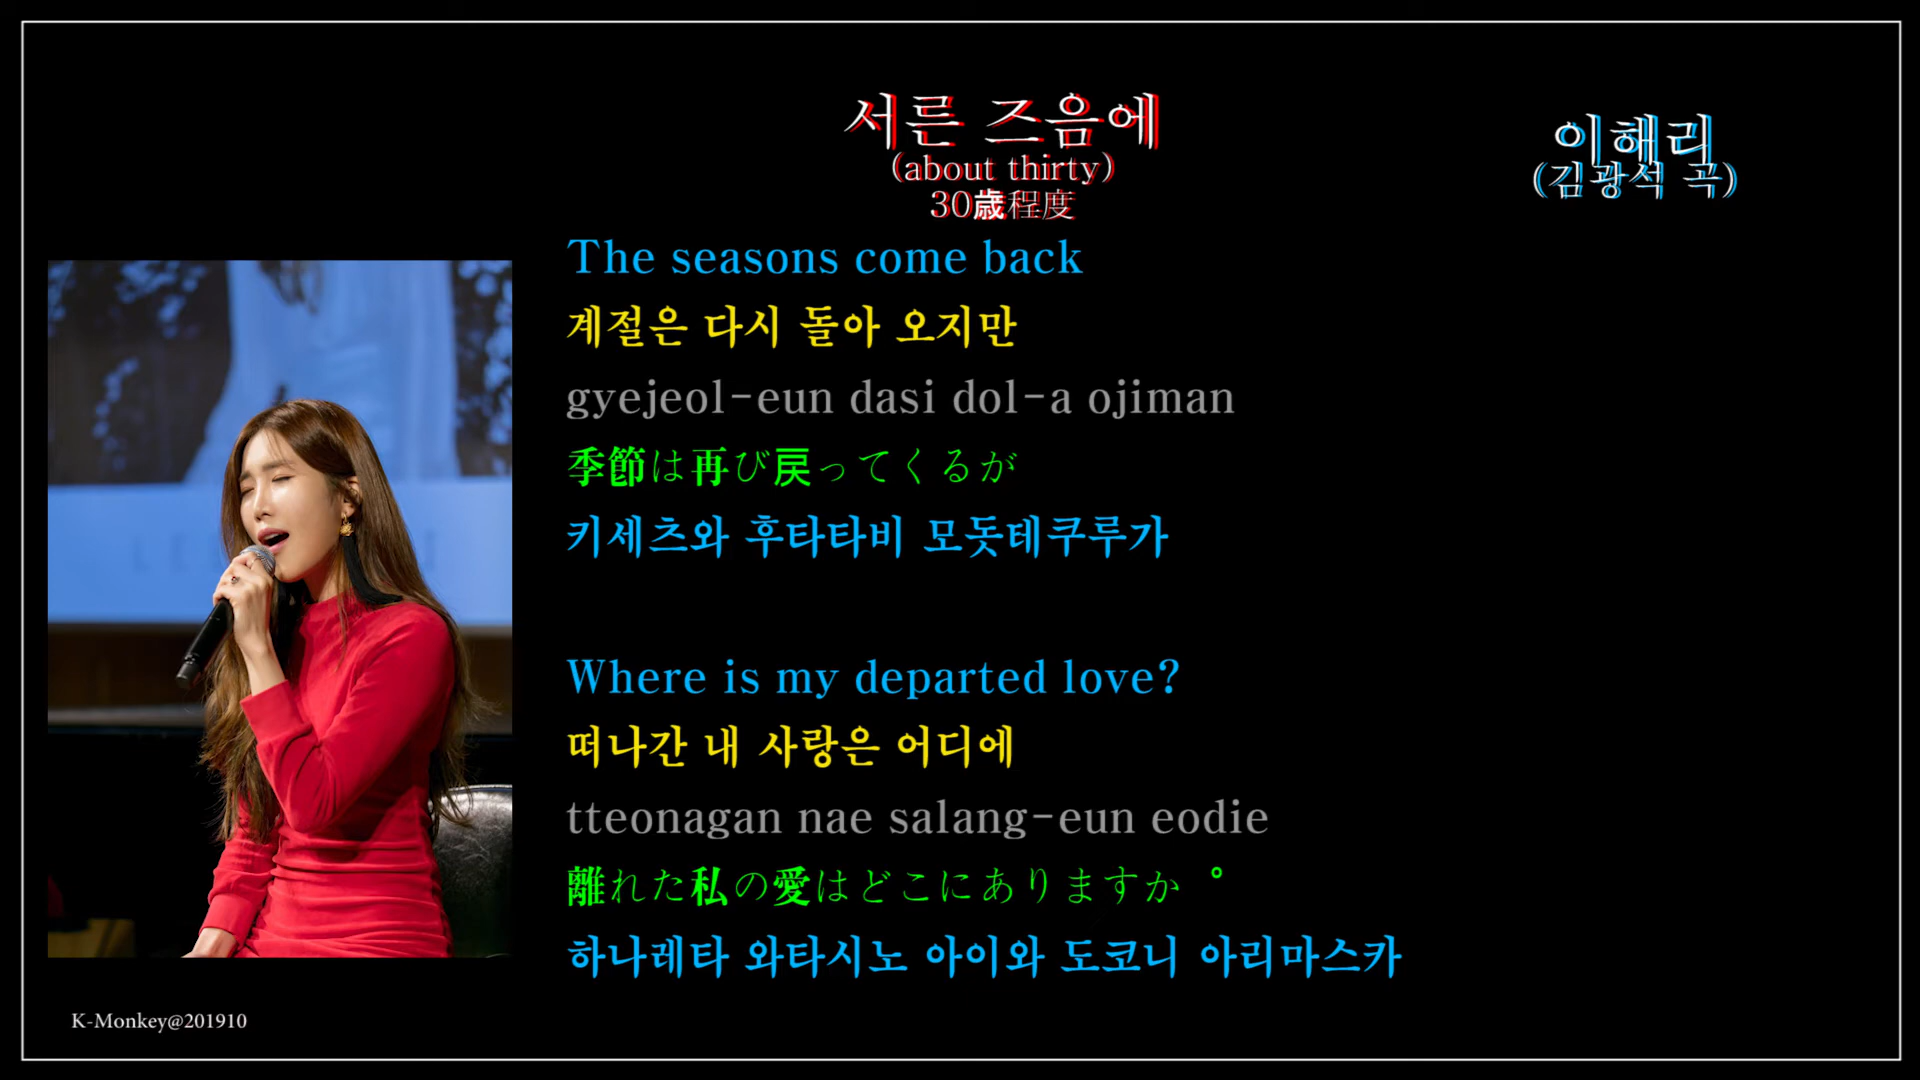 서른 즈음에
(about thirty)
30歳程度
이해리
(김광석 곡)
The seasons come back
계절은 다시 돌아 오지만
gyejeol-eun dasi dol-a ojiman
季節は再び戻ってくるが
키세츠와 후타타비 모돗테쿠루가
Where is my departed love?
떠나간 내 사랑은 어디에
tteonagan nae salang-eun eodie
離れた私の愛はどこにありますか。
하나레타 와타시노 아이와 도코니 아리마스카
K-Monkey@201910